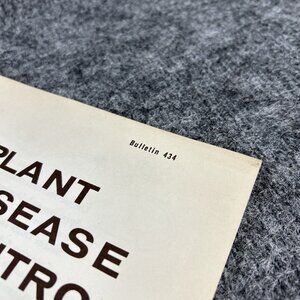 Bulletin 434
PLANT
SEASE
NTRO